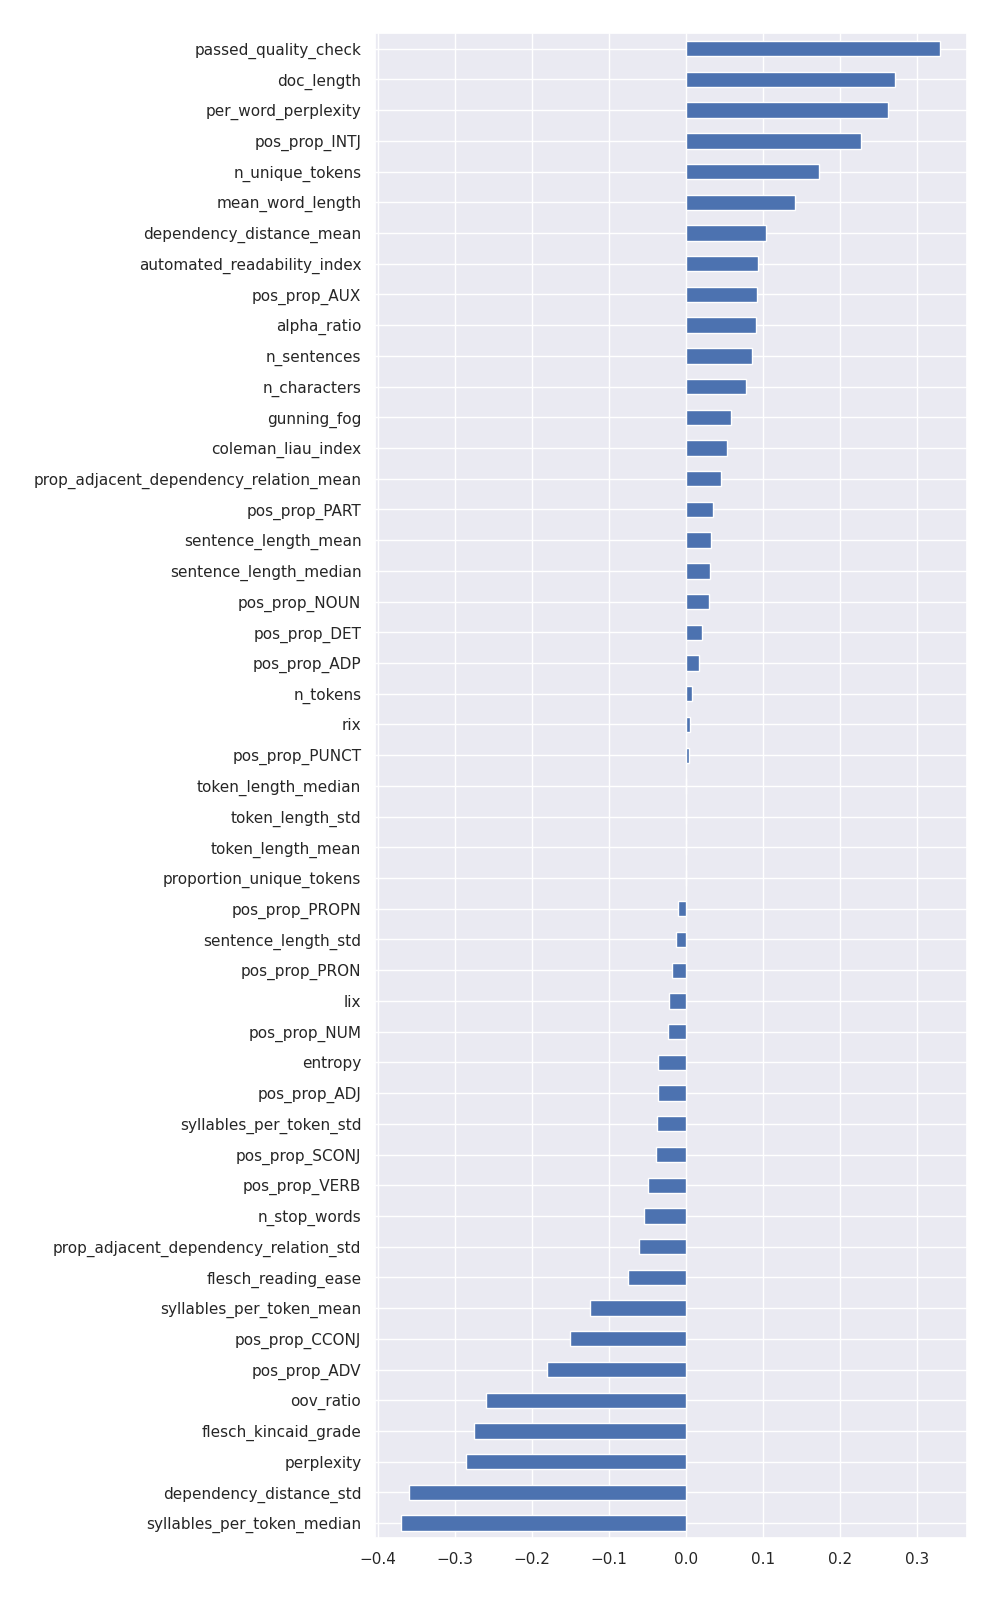 passed_quality_check
doc_length
per_word_perplexity
pos_prop_INTJ
n_unique_tokens
mean_word_length
dependency_distance_mean
automated_readability_index
pos_prop_AUX
alpha_ratio
n_sentences
n_characters
gunning_fog
coleman_liau_index
prop_adjacent_dependency_relation_mean
pos_prop_PART
sentence_length_mean
sentence_length_median
pos_prop_NOUN
pos_prop_DET
pos_prop_ADP
n_tokens
rix
pos_prop_PUNCT
token_length_median
token_length_std
token_length_mean
proportion_unique_tokens
pos_prop_PROPN
sentence_length_std
pos_prop_PRON
lix
pos_prop_NUM
entropy
pos_prop_ADJ
syllables_per_token_std
pos_prop_SCONJ
pos_prop_VERB
n_stop_words
prop_adjacent_dependency_relation_std
flesch_reading_ease
syllables_per_token_mean
pos_prop_CCONJ
pos_prop_ADV
oov_ratio
flesch_kincaid_grade
perplexity
dependency_distance_std
syllables_per_token_median
−0.4 −0.3 −0.2 −0.1 0.0 0.1 0.2 0.3